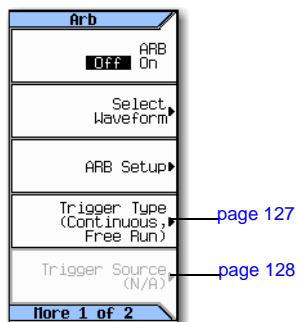 Arb
ARB
Off On
Select
Waveform
ARB Setup
Trigger Type
(Continuous,
Free Run)
page 127
Trigger Source
(N/A)
page 128
More 1 of 2